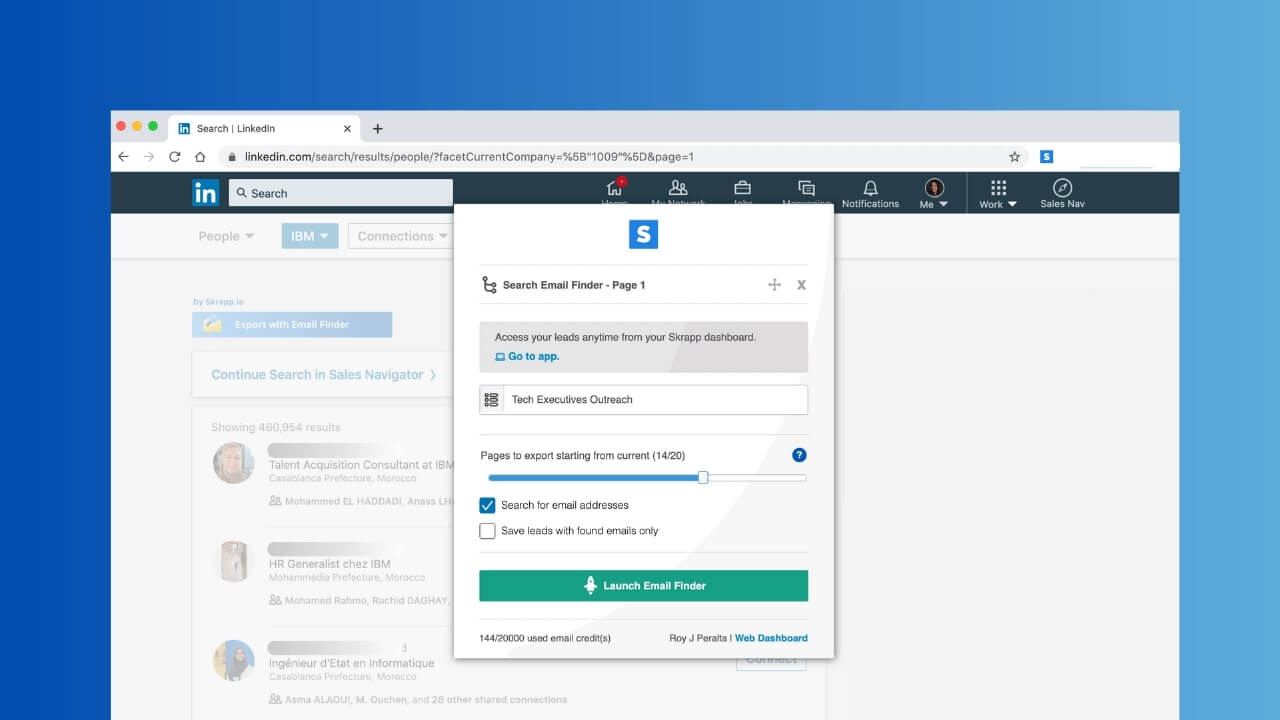 Search | LinkedIn
linkedin.com/search/results/people/?facetCurrentCompany=%5B"1009"%5D&page=1
S
in
Search
Home
My Network
Jobs
Messaging
Notifications
Me
Work
Sales Nav
People
IBM
Connections
S
Search Email Finder - Page 1
X
Access your leads anytime from your Skrapp dashboard.
Go to app.
Tech Executives Outreach
Pages to export starting from current (14/20)
?
Search for email addresses
Save leads with found emails only
Launch Email Finder
144/20000 used email credit(s)
Roy J Peralta | Web Dashboard
by Skrapp.io
Export with Email Finder
Continue Search in Sales Navigator
Showing 460,954 results
Talent Acquisition Consultant at IBM
Casablanca Prefecture, Morocco
Mohammed EL HADDADI, Anass
HR Generalist chez IBM
Mohammédia Prefecture, Morocco
Mohamed Rahmo, Rachid DAGHAY,
Ingénieur d'Etat en Informatique
Casablanca Prefecture, Morocco
Asma ALAOUI, M. Ouchen, and 28 other shared connections
Connect